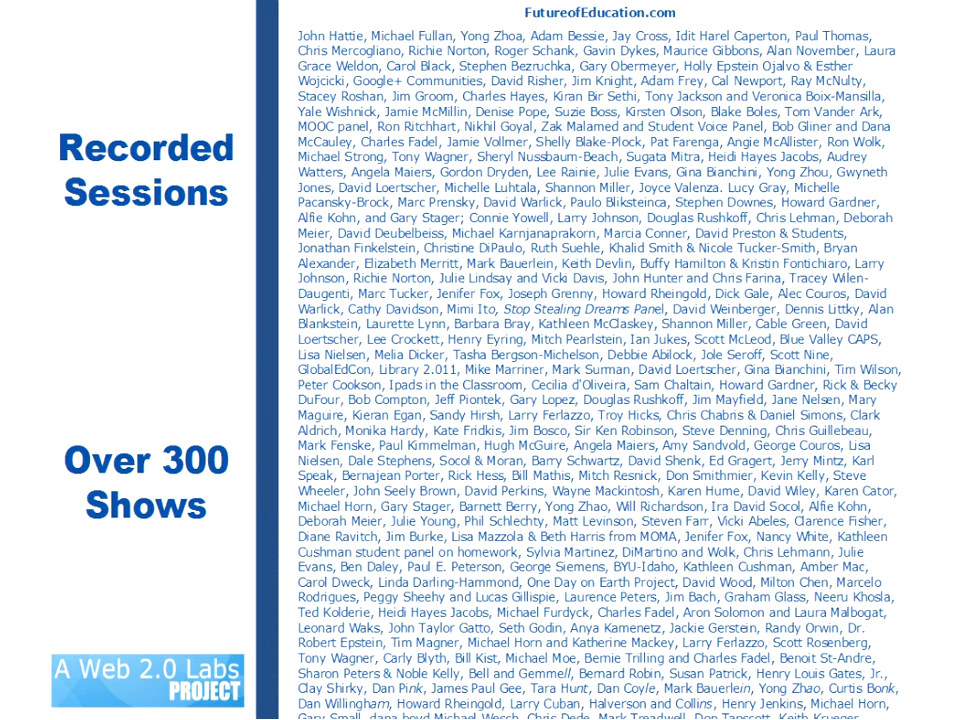 FutureofEducation.com
John Hattie, Michael Fullan, Yong Zhoa, Adam Bessie, Jay Cross, Idit Harel Caperton, Paul Thomas,
Chris Mercogliano, Richie Norton, Roger Schank, Gavin Dykes, Maurice Gibbons, Alan November, Laura
Grace Weldon, Carol Black, Stephen Bezruchka, Gary Obermeyer, Holly Epstein Ojalvo & Esther
Wojcicki, Google+ Communities, David Risher, Jim Knight, Adam Frey, Cal Newport, Ray McNulty,
Stacey Roshan, Jim Groom, Charles Hayes, Kiran Bir Sethi, Tony Jackson and Veronica Boix-Mansilla,
Yale Wishnick, Jamie McMillin, Denise Pope, Suzie Boss, Kirsten Olson, Blake Boles, Tom Vander Ark,
MOOC panel, Ron Ritchhart, Nikhil Goyal, Zak Malamed and Student Voice Panel, Bob Gliner and Dana
McCauley, Charles Fadel, Jamie Vollmer, Shelly Blake-Plock, Pat Farenga, Angie McAllister, Ron Wolk,
Michael Strong, Tony Wagner, Sheryl Nussbaum-Beach, Sugata Mitra, Heidi Hayes Jacobs, Audrey
Watters, Angela Maiers, Gordon Dryden, Lee Rainie, Julie Evans, Gina Bianchini, Yong Zhou, Gwyneth
Jones, David Loertscher, Michelle Luhtala, Shannon Miller, Joyce Valenza. Lucy Gray, Michelle
Pacansky-Brock, Marc Prensky, David Warlick, Paulo Bliksteinca, Stephen Downes, Howard Gardner,
Alfie Kohn, and Gary Stager; Connie Yowell, Larry Johnson, Douglas Rushkoff, Chris Lehman, Deborah
Meier, David Deubelbeiss, Michael Karnjanaprakorn, Marcia Conner, David Preston & Students,
Jonathan Finkelstein, Christine DiPaulo, Ruth Suehle, Khalid Smith & Nicole Tucker-Smith, Bryan
Alexander, Elizabeth Merritt, Mark Bauerlein, Keith Devlin, Buffy Hamilton & Kristin Fontichiaro, Larry
Johnson, Richie Norton, Julie Lindsay and Vicki Davis, John Hunter and Chris Farina, Tracey Wilen-
Daugenti, Marc Tucker, Jenifer Fox, Joseph Grenny, Howard Rheingold, Dick Gale, Alec Couros, David
Warlick, Cathy Davidson, Mimi Ito, Stop Stealing Dreams Panel, David Weinberger, Dennis Littky, Alan
Blankstein, Laurette Lynn, Barbara Bray, Kathleen McClaskey, Shannon Miller, Cable Green, David
Loertscher, Lee Crockett, Henry Eyring, Mitch Pearlstein, Ian Jukes, Scott McLeod, Blue Valley CAPS,
Lisa Nielsen, Melia Dicker, Tasha Bergson-Michelson, Debbie Abilock, Jole Seroff, Scott Nine,
GlobalEdCon, Library 2.011, Mike Marriner, Mark Surman, David Loertscher, Gina Bianchini, Tim Wilson,
Peter Cookson, Ipads in the Classroom, Cecilia d'Oliveira, Sam Chaltain, Howard Gardner, Rick & Becky
DuFour, Bob Compton, Jeff Piontek, Gary Lopez, Douglas Rushkoff, Jim Mayfield, Jane Nelsen, Mary
Maguire, Kieran Egan, Sandy Hirsh, Larry Ferlazzo, Troy Hicks, Chris Chabris & Daniel Simons, Clark
Aldrich, Monika Hardy, Kate Fridkis, Jim Bosco, Sir Ken Robinson, Steve Denning, Chris Guillebeau,
Mark Fenske, Paul Kimmelman, Hugh McGuire, Angela Maiers, Amy Sandvold, George Couros, Lisa
Nielsen, Dale Stephens, Socol & Moran, Barry Schwartz, David Shenk, Ed Gragert, Jerry Mintz, Karl
Speak, Bernajean Porter, Rick Hess, Bill Mathis, Mitch Resnick, Don Smithmier, Kevin Kelly, Steve
Wheeler, John Seely Brown, David Perkins, Wayne Mackintosh, Karen Hume, David Wiley, Karen Cator,
Michael Horn, Gary Stager, Barnett Berry, Yong Zhao, Will Richardson, Ira David Socol, Alfie Kohn,
Deborah Meier, Julie Young, Phil Schlechty, Matt Levinson, Steven Farr, Vicki Abeles, Clarence Fisher,
Diane Ravitch, Jim Burke, Lisa Mazzola & Beth Harris from MOMA, Jenifer Fox, Nancy White, Kathleen
Cushman student panel on homework, Sylvia Martinez, DiMartino and Wolk, Chris Lehmann, Julie
Evans, Ben Daley, Paul E. Peterson, George Siemens, BYU-Idaho, Kathleen Cushman, Amber Mac,
Carol Dweck, Linda Darling-Hammond, One Day on Earth Project, David Wood, Milton Chen, Marcelo
Rodrigues, Peggy Sheehy and Lucas Gillispie, Laurence Peters, Jim Bach, Graham Glass, Neeru Khosla,
Ted Kolderie, Heidi Hayes Jacobs, Michael Furdyck, Charles Fadel, Aron Solomon and Laura Malbogat,
Leonard Waks, John Taylor Gatto, Seth Godin, Anya Kamenetz, Jackie Gerstein, Randy Orwin, Dr.
Robert Epstein, Tim Magner, Michael Horn and Katherine Mackey, Larry Ferlazzo, Scott Rosenberg,
Tony Wagner, Carly Blyth, Bill Kist, Michael Moe, Bernie Trilling and Charles Fadel, Benoit St-Andre,
Sharon Peters & Noble Kelly, Bell and Gemmell, Bernard Robin, Susan Patrick, Henry Louis Gates, Jr.,
Clay Shirky, Dan Pink, James Paul Gee, Tara Hunt, Dan Coyle, Mark Bauerlein, Yong Zhao, Curtis Bonk,
Dan Willingham, Howard Rheingold, Larry Cuban, Halverson and Collins, Henry Jenkins, Michael Horn,
Gary Small, dana boyd Michael Wesch, Chris Dede, Mark Treadwell, Don Tapscott, Keith Krueger
Recorded
Sessions
Over 300
Shows
A Web 2.0 Labs
PROJECT